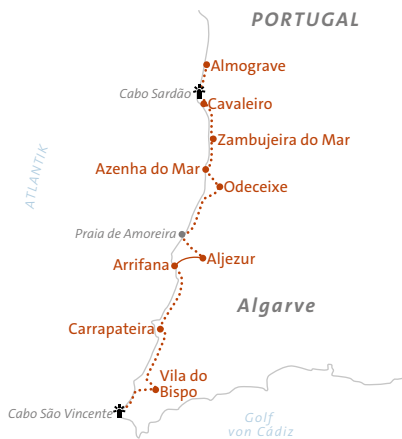 PORTUGAL
Almograve
Cabo Sardão
Cavaleiro
Zambujeira do Mar
ATLANTIK
Azenha do Mar
Odeceixe
Praia de Amoreira
Aljezur
Arrifana
Algarve
Carrapateira
Vila do
Bispo
Cabo São Vincente
Golf
von Cádiz